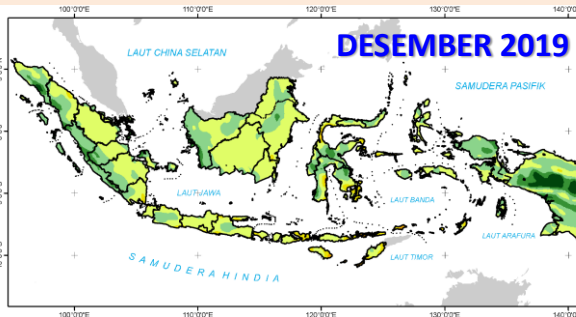 100°0'0"E 110°0'0"E 120°0'0"E 130°0'0"E 140°0'0"E
DESEMBER 2019
LAUT CHINA SELATAN
SAMUDERA PASIFIK
LAUT JAWA
LAUT BANDA
LAUT ARAFURA
LAUT TIMOR
SAMUDERA HINDIA
100°0'0"E 110°0'0"E 120°0'0"E 130°0'0"E 140°0'0"E